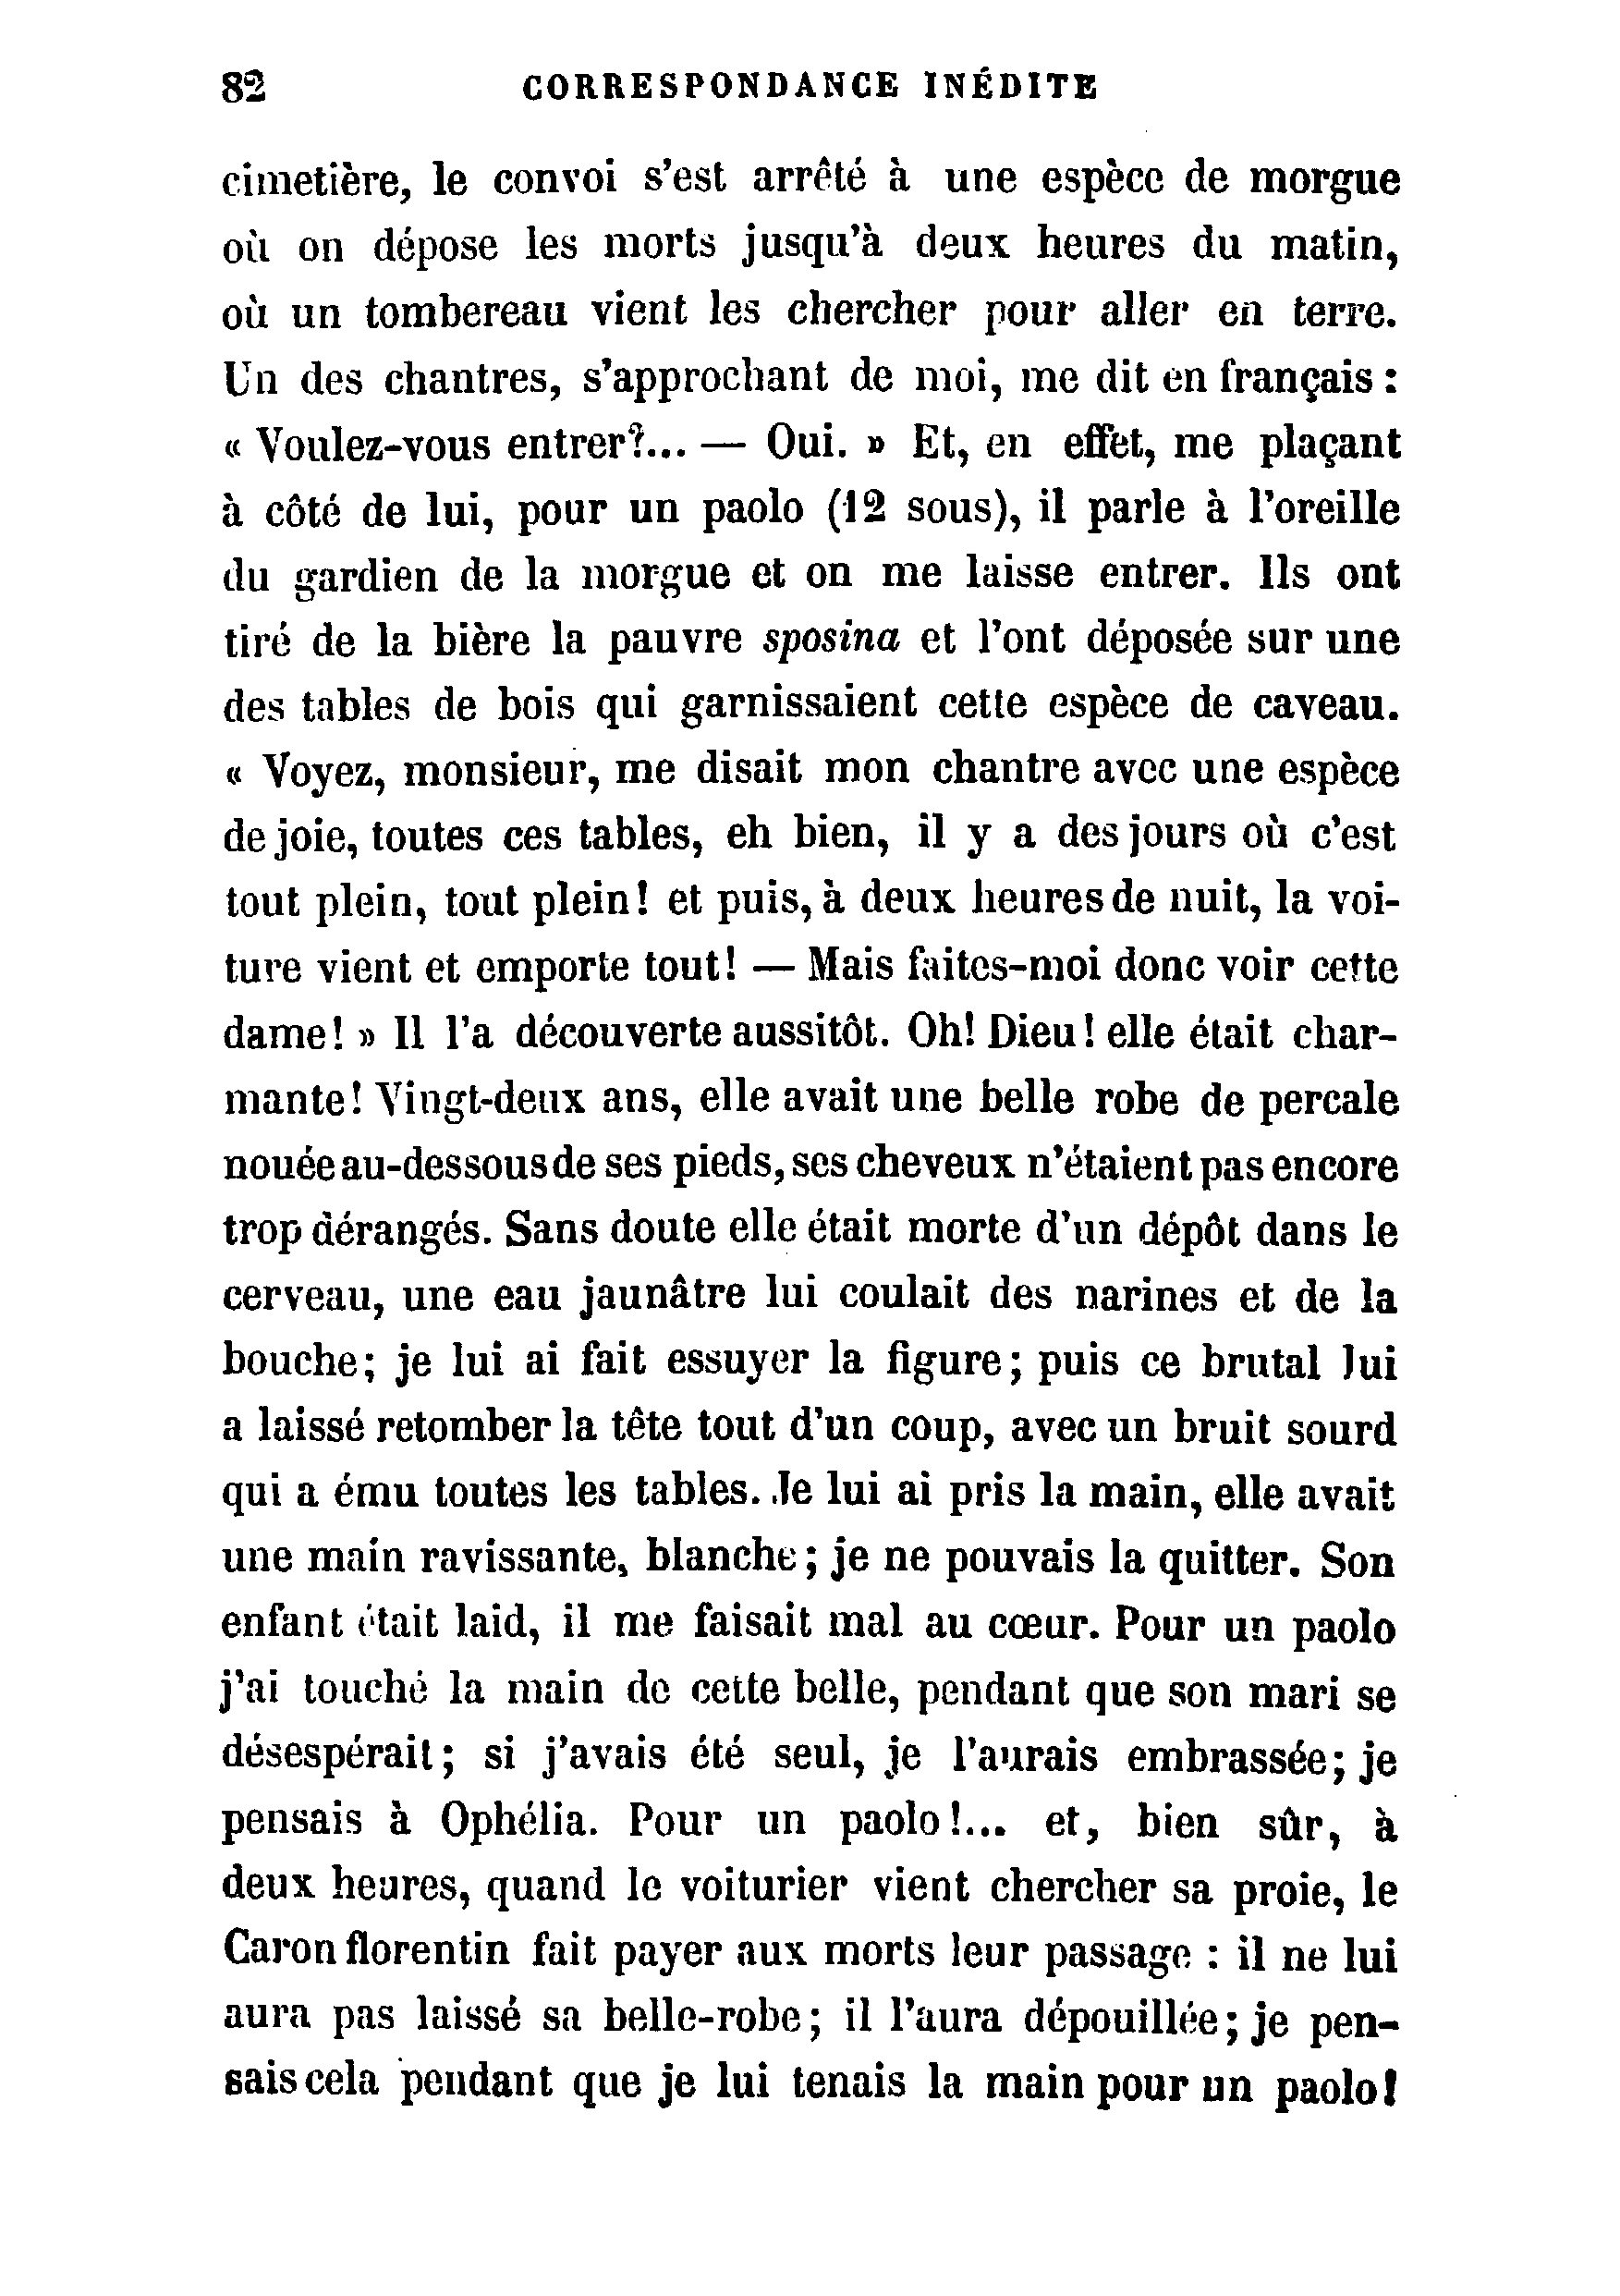 82 CORRESPONDANCE INÉDITE
cimetière, le convoi s'est arrêté à une espèce de morgue
où on dépose les morts jusqu'à deux heures du matin,
où un tombereau vient les chercher pour aller en terre.
Un des chantres, s'approchant de moi, me dit en français :
« Voulez-vous entrer?... — Oui. » Et, en effet, me plaçant
à côté de lui, pour un paolo (12 sous), il parle à l'oreille
du gardien de la morgue et on me laisse entrer. Ils ont
tiré de la bière la pauvre sposina et l'ont déposée sur une
des tables de bois qui garnissaient cette espèce de caveau.
« Voyez, monsieur, me disait mon chantre avec une espèce
de joie, toutes ces tables, eh bien, il y a des jours où c'est
tout plein, tout plein! et puis, à deux heures de nuit, la voi-
ture vient et emporte tout! — Mais faites-moi donc voir cette
dame! » Il l'a découverte aussitôt. Oh! Dieu! elle était char-
mante! Vingt-deux ans, elle avait une belle robe de percale
nouée au-dessous de ses pieds, ses cheveux n'étaient pas encore
trop dérangés. Sans doute elle était morte d'un dépôt dans le
cerveau, une eau jaunâtre lui coulait des narines et de la
bouche; je lui ai fait essuyer la figure; puis ce brutal lui
a laissé retomber la tête tout d'un coup, avec un bruit sourd
qui a ému toutes les tables. Je lui ai pris la main, elle avait
une main ravissante, blanche; je ne pouvais la quitter. Son
enfant était laid, il me faisait mal au cœur. Pour un paolo
j'ai touché la main de cette belle, pendant que son mari se
désespérait; si j'avais été seul, je l'aurais embrassée; je
pensais à Ophélia. Pour un paolo!... et, bien sûr, à
deux heures, quand le voiturier vient chercher sa proie, le
Caron florentin fait payer aux morts leur passage : il ne lui
aura pas laissé sa belle-robe; il l'aura dépouillée; je pen-
sais cela pendant que je lui tenais la main pour un paolo!